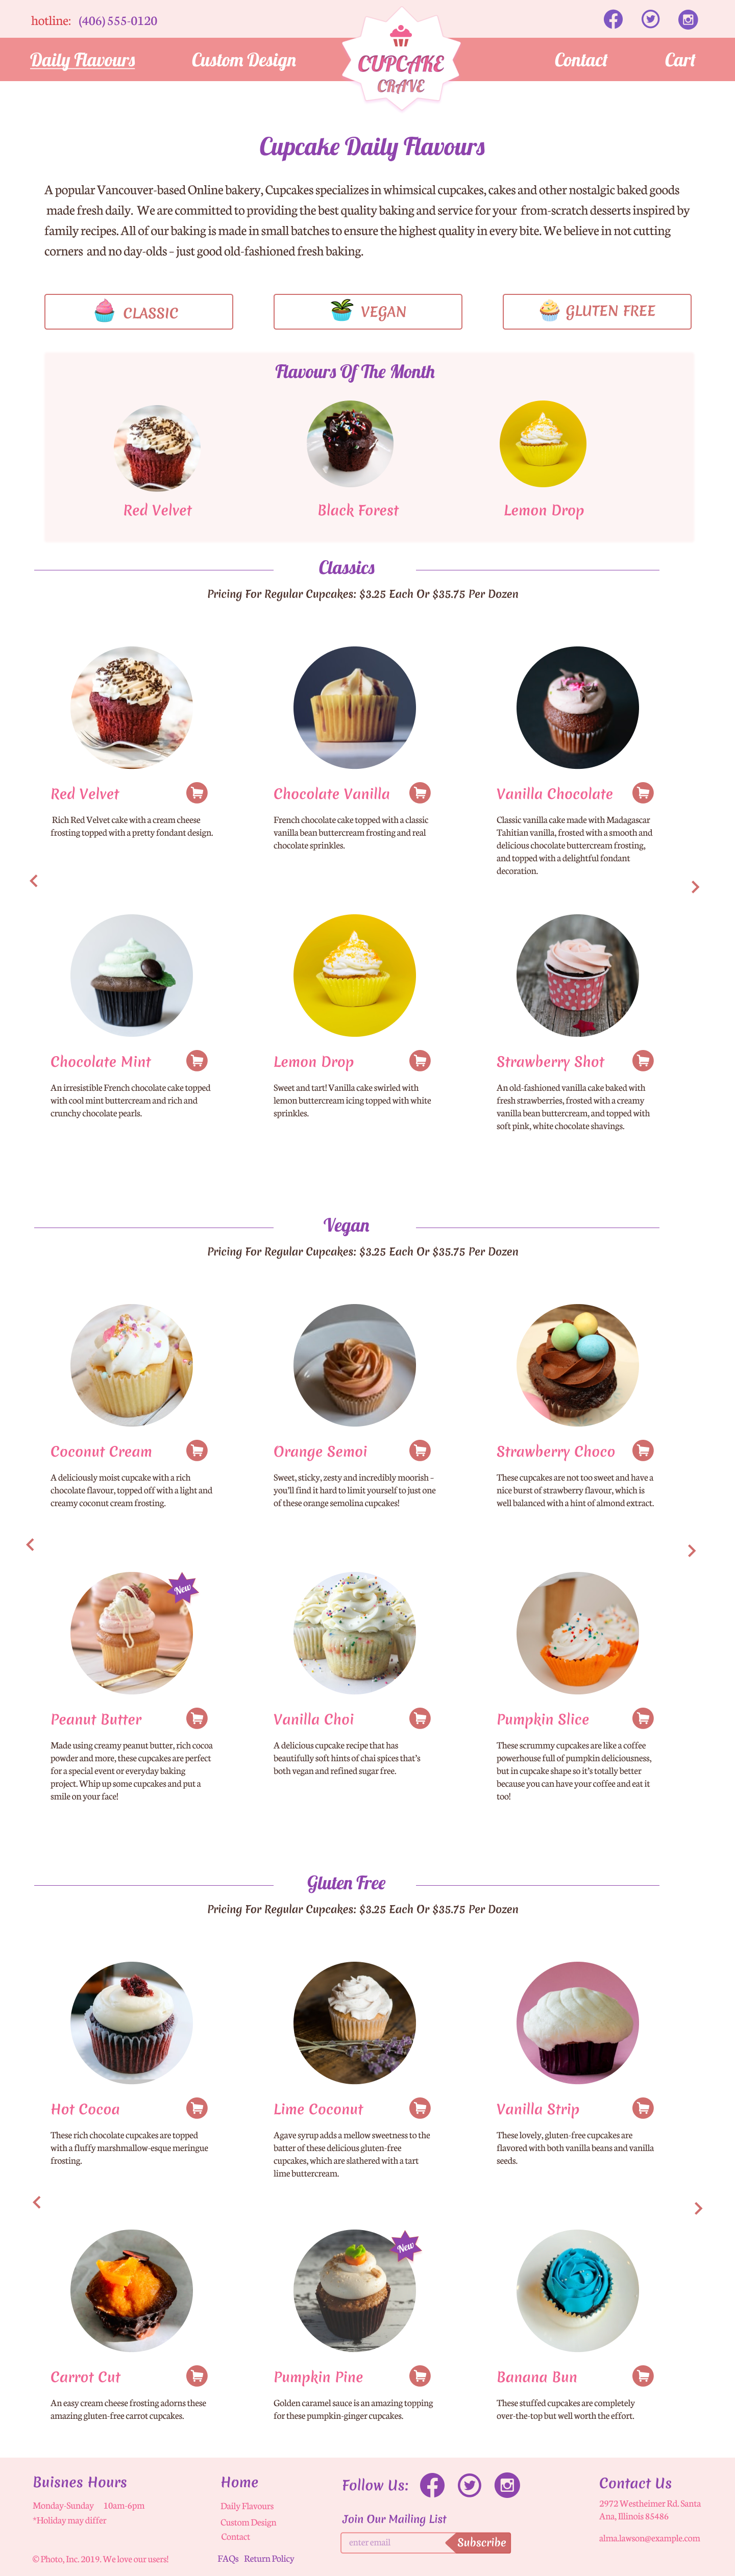 hotline: (406) 555-0120
Daily Flavours
Custom Design
CUPCAKE
CRAVE
Contact
Cart
Cupcake Daily Flavours
A popular Vancouver-based Online bakery, Cupcakes specializes in whimsical cupcakes, cakes and other nostalgic baked goods
made fresh daily. We are committed to providing the best quality baking and service for your from-scratch desserts inspired by
family recipes. All of our baking is made in small batches to ensure the highest quality in every bite. We believe in not cutting
corners and no day-olds – just good old-fashioned fresh baking.
CLASSIC
VEGAN
GLUTEN FREE
Flavours Of The Month
Red Velvet
Black Forest
Lemon Drop
Classics
Pricing For Regular Cupcakes: $3.25 Each Or $35.75 Per Dozen
Red Velvet
Rich Red Velvet cake with a cream cheese
frosting topped with a pretty fondant design.
Chocolate Vanilla
French chocolate cake topped with a classic
vanilla bean buttercream frosting and real
chocolate sprinkles.
Vanilla Chocolate
Classic vanilla cake made with Madagascar
Tahitian vanilla, frosted with a smooth and
delicious chocolate buttercream frosting,
and topped with a delightful fondant
decoration.
Chocolate Mint
An irresistible French chocolate cake topped
with cool mint buttercream and rich and
crunchy chocolate pearls.
Lemon Drop
Sweet and tart! Vanilla cake swirled with
lemon buttercream icing topped with white
sprinkles.
Strawberry Shot
An old-fashioned vanilla cake baked with
fresh strawberries, frosted with a creamy
vanilla bean buttercream, and topped with
soft pink, white chocolate shavings.
Vegan
Pricing For Regular Cupcakes: $3.25 Each Or $35.75 Per Dozen
Coconut Cream
A deliciously moist cupcake with a rich
chocolate flavour, topped off with a light and
creamy coconut cream frosting.
Orange Semoi
Sweet, sticky, zesty and incredibly moorish –
you'll find it hard to limit yourself to just one
of these orange semolina cupcakes!
Strawberry Choco
These cupcakes are not too sweet and have a
nice burst of strawberry flavour, which is
well balanced with a hint of almond extract.
New
Peanut Butter
Made using creamy peanut butter, rich cocoa
powder and more, these cupcakes are perfect
for a special event or everyday baking
project. Whip up some cupcakes and put a
smile on your face!
Vanilla Choi
A delicious cupcake recipe that has
beautifully soft hints of chai spices that's
both vegan and refined sugar free.
Pumpkin Slice
These scrummy cupcakes are like a coffee
powerhouse full of pumpkin deliciousness,
but in cupcake shape so it's totally better
because you can have your coffee and eat it
too!
Gluten Free
Pricing For Regular Cupcakes: $3.25 Each Or $35.75 Per Dozen
Hot Cocoa
These rich chocolate cupcakes are topped
with a fluffy marshmallow-esque meringue
frosting.
Lime Coconut
Agave syrup adds a mellow sweetness to the
batter of these delicious gluten-free
cupcakes, which are slathered with a tart
lime buttercream.
Vanilla Strip
These lovely, gluten-free cupcakes are
flavored with both vanilla beans and vanilla
seeds.
Carrot Cut
An easy cream cheese frosting adorns these
amazing gluten-free carrot cupcakes.
New
Pumpkin Pine
Golden caramel sauce is an amazing topping
for these pumpkin-ginger cupcakes.
Banana Bun
These stuffed cupcakes are completely
over-the-top but well worth the effort.
Buisnes Hours
Monday-Sunday 10am-6pm
*Holiday may differ
© Photo, Inc. 2019. We love our users!
Home
Daily Flavours
Custom Design
Contact
FAQs Return Policy
Follow Us:
Join Our Mailing List
enter email
Subscribe
Contact Us
2972 Westheimer Rd. Santa
Ana, Illinois 85486
alma.lawson@example.com